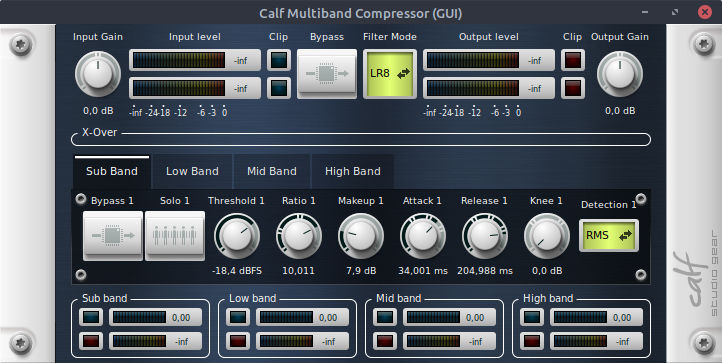 Calf Multiband Compressor (GUI)
Input Gain Input level Clip Bypass Filter Mode Output level Clip Output Gain
-inf -inf
LR8
-inf -inf
0,0 dB -inf -24 -18 -12 -6 -3 0 -inf -24 -18 -12 -6 -3 0 0,0 dB
X-Over
Sub Band Low Band Mid Band High Band
Bypass 1 Solo 1 Threshold 1 Ratio 1 Makeup 1 Attack 1 Release 1 Knee 1 Detection 1
RMS
-18,4 dBFS 10,011 7,9 dB 34,001 ms 204,988 ms 0,0 dB
Sub band Low band Mid band High band
0,00 0,00 0,00 0,00
-inf -inf -inf -inf
calf
studio gear